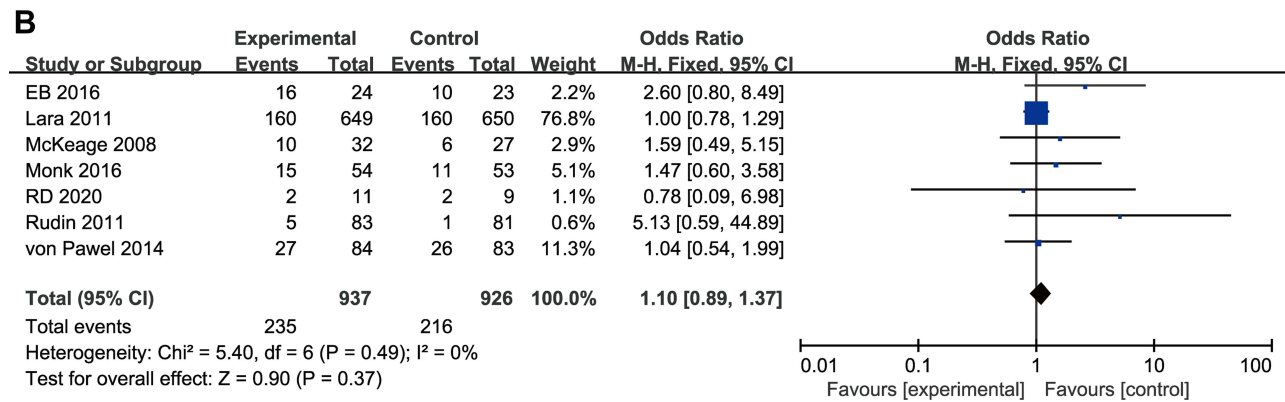 B
Experimental Control Odds Ratio Odds Ratio
Study or Subgroup Events Total Events Total Weight M-H. Fixed. 95% CI M-H. Fixed. 95% CI
EB 2016 16 24 10 23 2.2% 2.60 [0.80, 8.49]
Lara 2011 160 649 160 650 76.8% 1.00 [0.78, 1.29]
McKeage 2008 10 32 6 27 2.9% 1.59 [0.49, 5.15]
Monk 2016 15 54 11 53 5.1% 1.47 [0.60, 3.58]
RD 2020 2 11 2 9 1.1% 0.78 [0.09, 6.98]
Rudin 2011 5 83 1 81 0.6% 5.13 [0.59, 44.89]
von Pawel 2014 27 84 26 83 11.3% 1.04 [0.54, 1.99]
Total (95% CI) 937 926 100.0% 1.10 [0.89, 1.37]
Total events 235 216
Heterogeneity: Chi² = 5.40, df = 6 (P = 0.49); I² = 0%
Test for overall effect: Z = 0.90 (P = 0.37)
0.01 0.1 1 10 100
Favours [experimental] Favours [control]